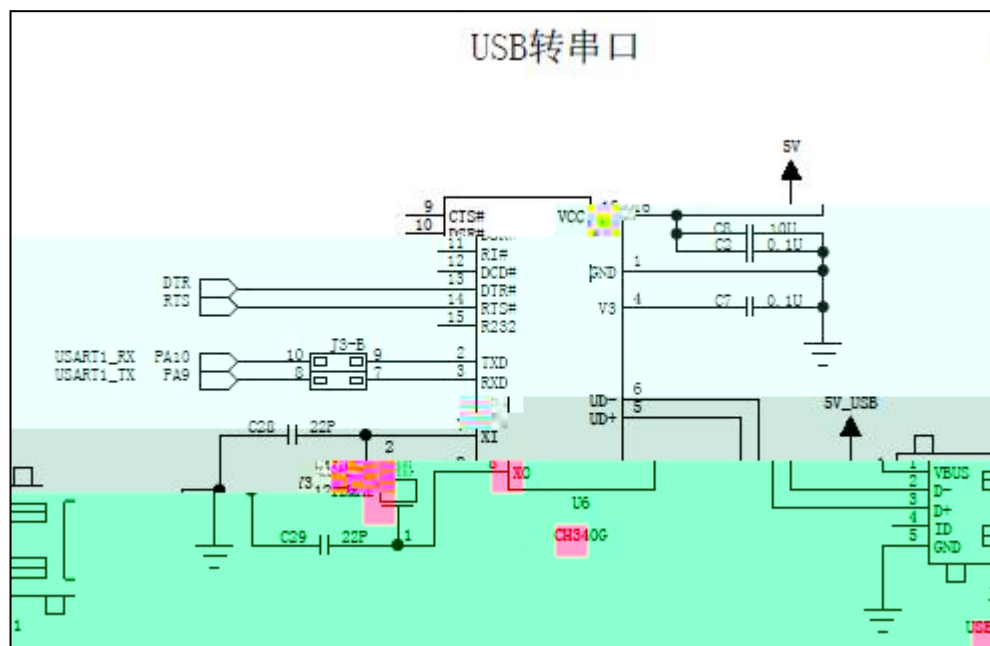 USB转串口
5V
9 CTS#
10
VCC
C8 10U
C2 0.1U
11 RI#
12 DCD#
GND 1
DTR 13 DTR#
RTS 14 RTS#
V3 4 C7 0.1U
15 R232
J3-B
USART1_RX PA10 10 9 2 TXD
USART1_TX PA9 8 7 3 RXD
UD- 6
UD+ 5
5V_USB
C28 22P
XI
2
XO
1 VBUS
2 D-
3 D+
4 ID
5 GND
U6
CH340G
C29 22P 1
1
USB